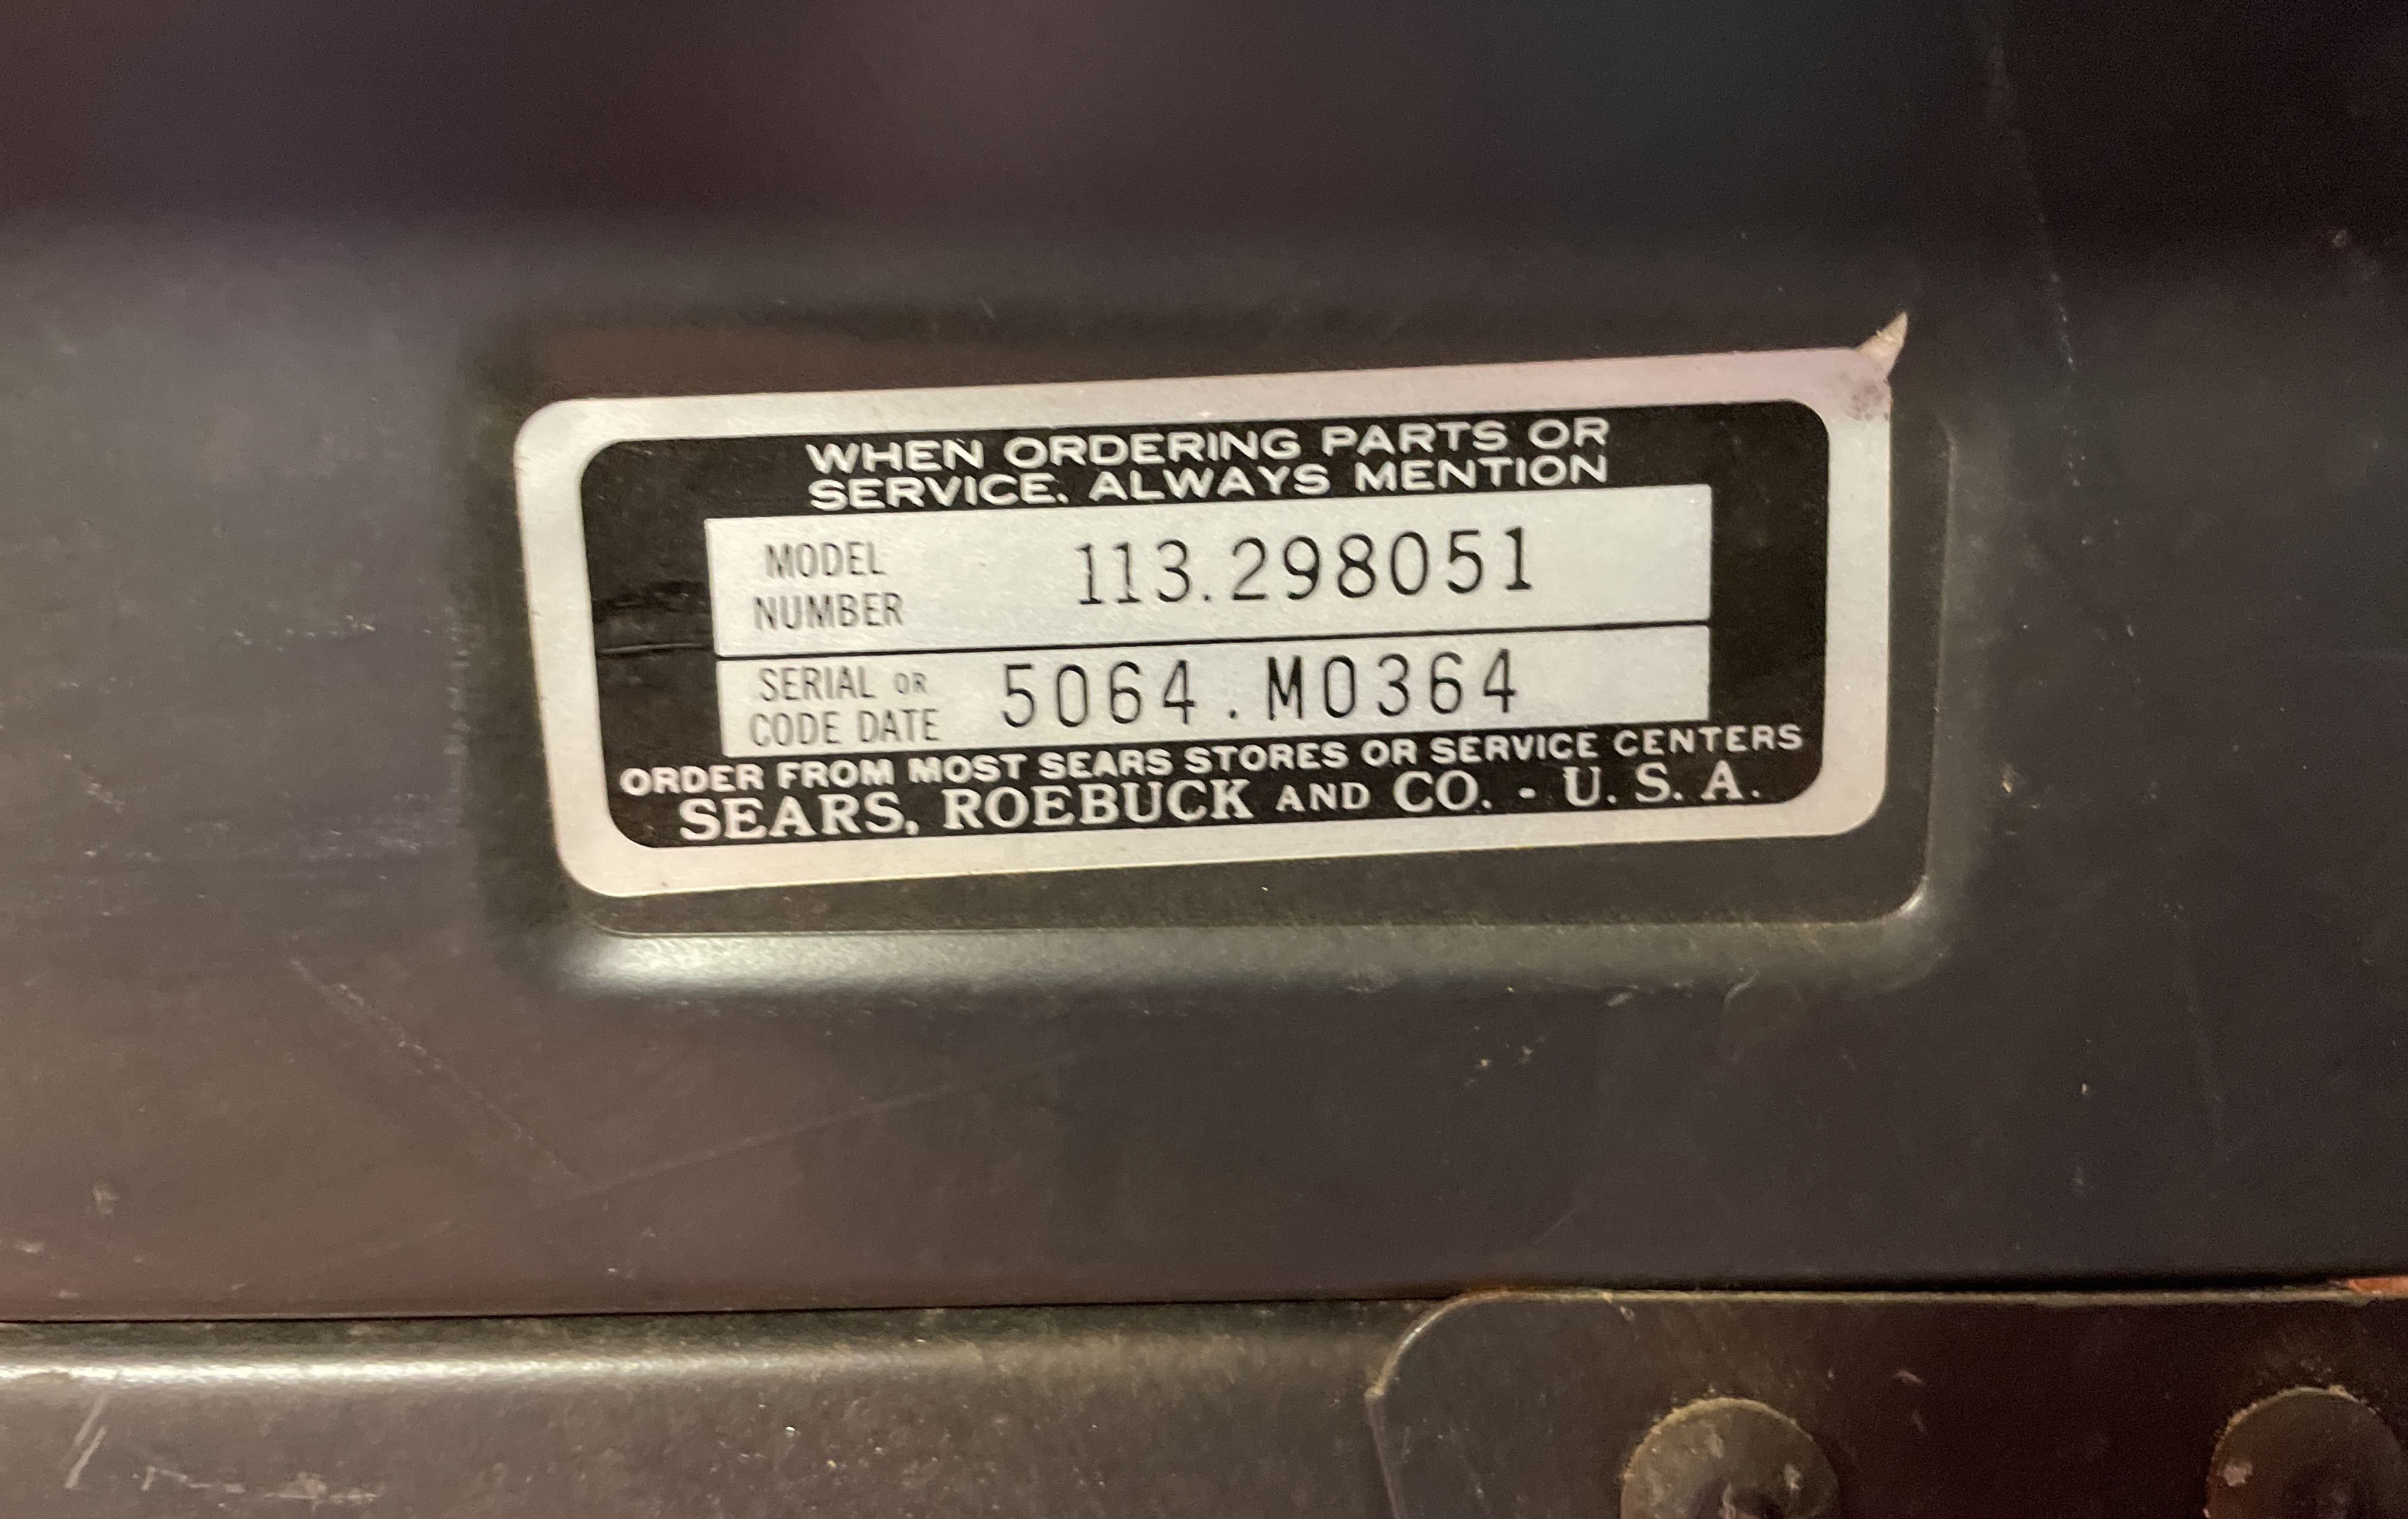 WHEN ORDERING PARTS OR
SERVICE. ALWAYS MENTION
MODEL
NUMBER 113.298051
SERIAL OR
CODE DATE 5064.M0364
ORDER FROM MOST SEARS STORES OR SERVICE CENTERS
SEARS, ROEBUCK AND CO. - U. S. A.